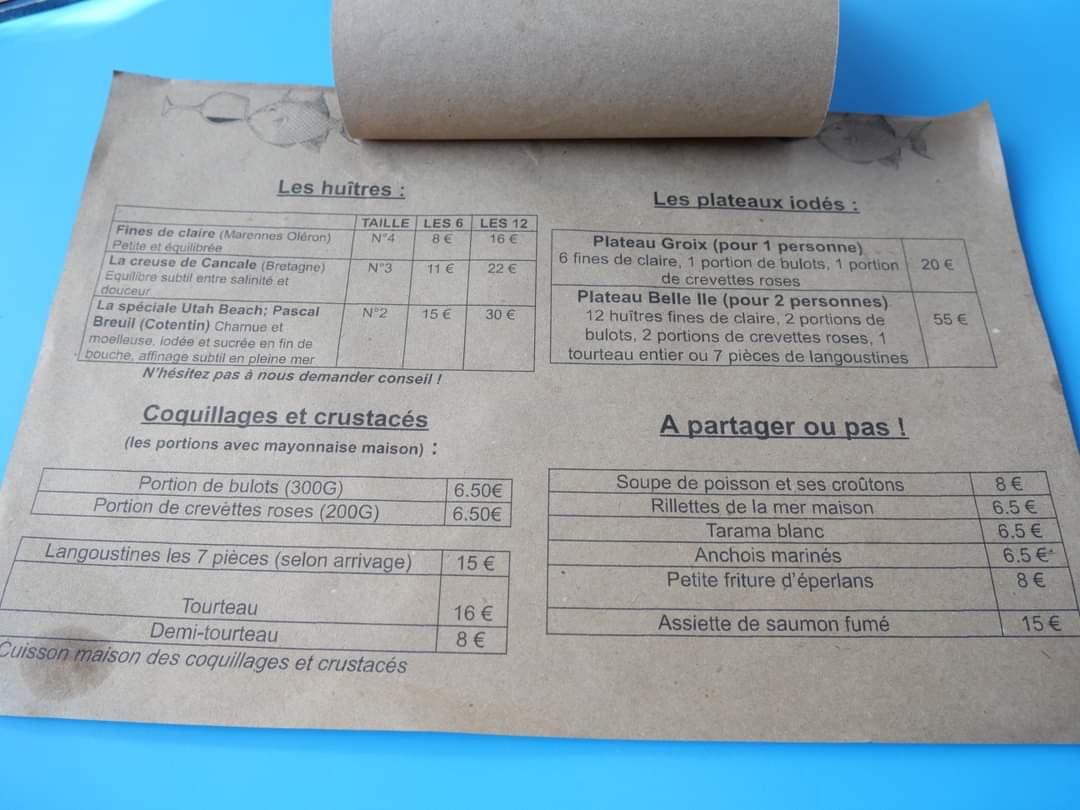 Les huîtres :
TAILLE LES 6 LES 12
Fines de claire (Marennes Oléron) N°4 8 € 16 €
Petite et équilibrée
La creuse de Cancale (Bretagne) N°3 11 € 22 €
Equilibre subtil entre salinité et
douceur
La spéciale Utah Beach; Pascal N°2 15 € 30 €
Breuil (Cotentin) Charnue et
moelleuse, iodée et sucrée en fin de
bouche, affinage subtil en pleine mer
N'hésitez pas à nous demander conseil !
Les plateaux iodés :
Plateau Groix (pour 1 personne)
6 fines de claire, 1 portion de bulots, 1 portion 20 €
de crevettes roses
Plateau Belle Ile (pour 2 personnes)
12 huîtres fines de claire, 2 portions de 55 €
bulots, 2 portions de crevettes roses, 1
tourteau entier ou 7 pièces de langoustines
Coquillages et crustacés
(les portions avec mayonnaise maison) :
Portion de bulots (300G) 6.50€
Portion de crevèttes roses (200G) 6.50€
Langoustines les 7 pièces (selon arrivage) 15 €
Tourteau 16 €
Demi-tourteau 8 €
Cuisson maison des coquillages et crustacés
A partager ou pas !
Soupe de poisson et ses croûtons 8 €
Rillettes de la mer maison 6.5 €
Tarama blanc 6.5 €
Anchois marinés 6.5 €
Petite friture d'éperlans 8 €
Assiette de saumon fumé 15 €